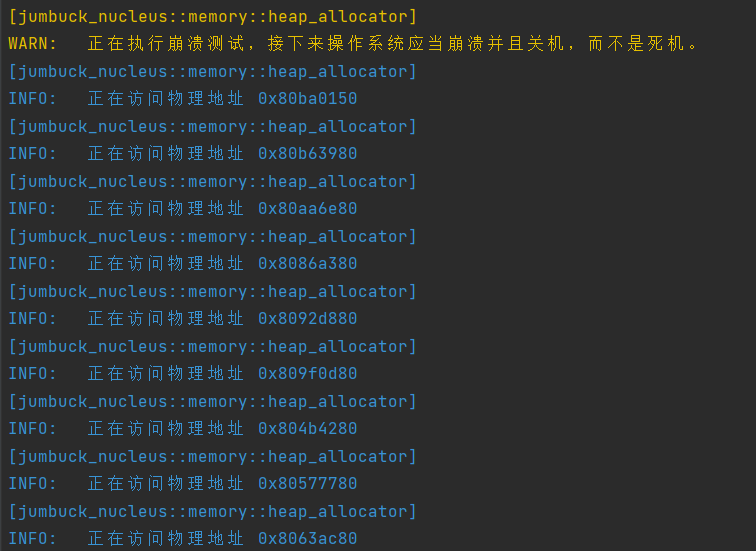 [jumbuck_nucleus::memory::heap_allocator]
WARN:   正在执行崩溃测试，接下来操作系统应当崩溃并且关机，而不是死机。
[jumbuck_nucleus::memory::heap_allocator]
INFO:   正在访问物理地址 0x80ba0150
[jumbuck_nucleus::memory::heap_allocator]
INFO:   正在访问物理地址 0x80b63980
[jumbuck_nucleus::memory::heap_allocator]
INFO:   正在访问物理地址 0x80aa6e80
[jumbuck_nucleus::memory::heap_allocator]
INFO:   正在访问物理地址 0x8086a380
[jumbuck_nucleus::memory::heap_allocator]
INFO:   正在访问物理地址 0x8092d880
[jumbuck_nucleus::memory::heap_allocator]
INFO:   正在访问物理地址 0x809f0d80
[jumbuck_nucleus::memory::heap_allocator]
INFO:   正在访问物理地址 0x804b4280
[jumbuck_nucleus::memory::heap_allocator]
INFO:   正在访问物理地址 0x80577780
[jumbuck_nucleus::memory::heap_allocator]
INFO:   正在访问物理地址 0x8063ac80